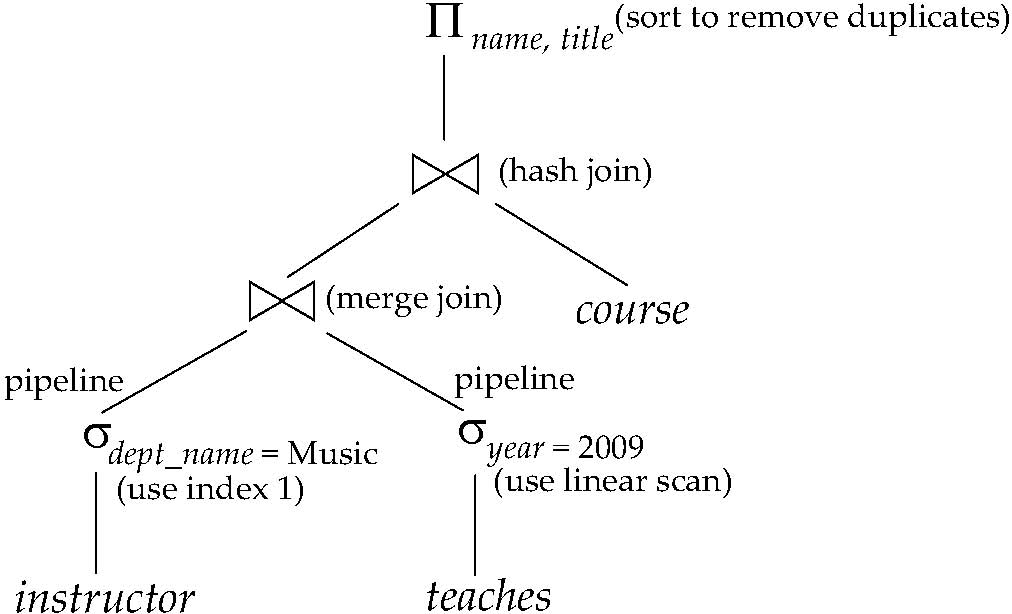 Π name, title (sort to remove duplicates)
⋈ (hash join)
⋈ (merge join)
course
pipeline
pipeline
σ dept_name = Music
σ year = 2009
(use index 1)
(use linear scan)
instructor
teaches